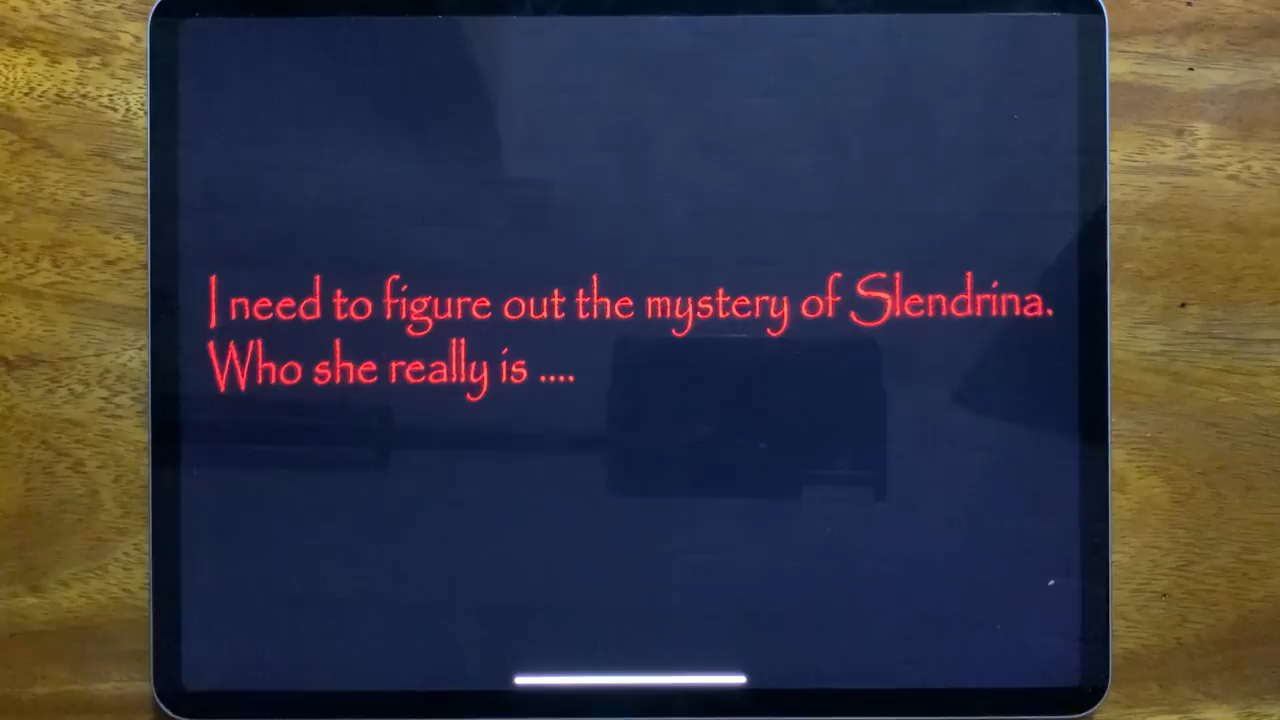 I need to figure out the mystery of Slendrina.
Who she really is ....